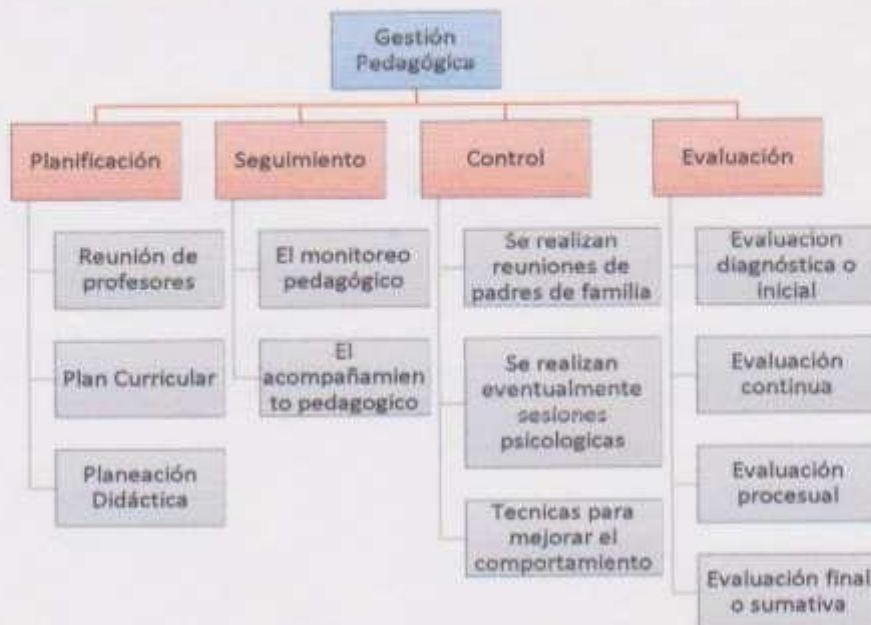 Gestión
Pedagógica
Planificación
Reunión de
profesores
Plan Curricular
Planeación
Didáctica
Seguimiento
El monitoreo
pedagógico
El
acompañamien
to pedagogico
Control
Se realizan
reuniones de
padres de familia
Se realizan
eventualmente
sesiones
psicologicas
Tecnicas para
mejorar el
comportamiento
Evaluación
Evaluacion
diagnóstica o
inicial
Evaluación
continua
Evaluación
procesual
Evaluación final
o sumativa